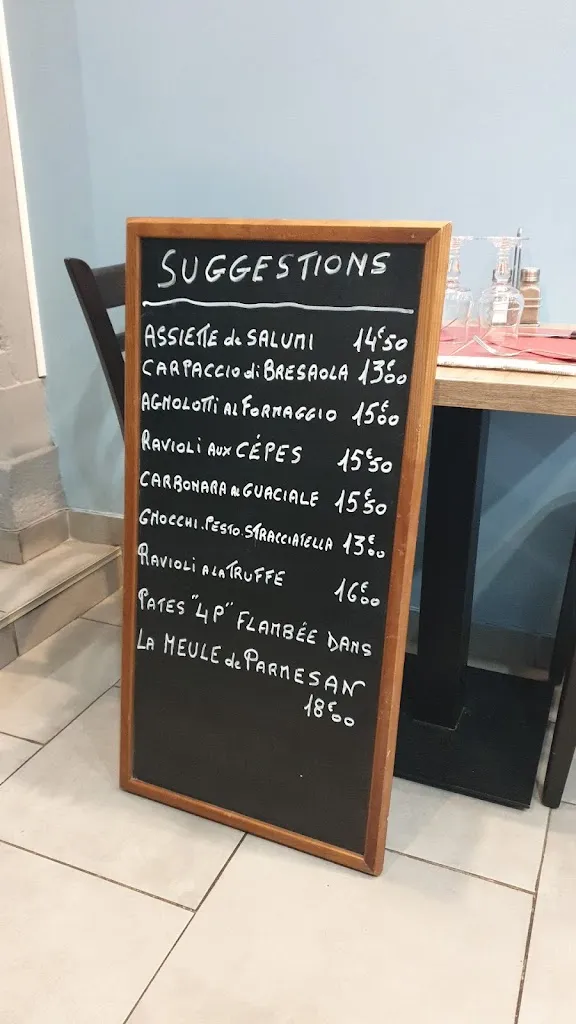 SUGGESTIONS
ASSIETTE de SALUMI 14€50
CARPACCIO di BRESAOLA 13€00
AGNOLOTTI AL FORMAGGIO 15€00
RAVIOLI AUX CÉPES 15€50
CARBONARA AL GUACIALE 15€50
GNOCCHI.PESTO.STRACCIATELLA 13€00
RAVIOLI A LA TRUFFE 16€00
PATES "4P" FLAMBÉE DANS
LA MEULE de PARMESAN
18€00